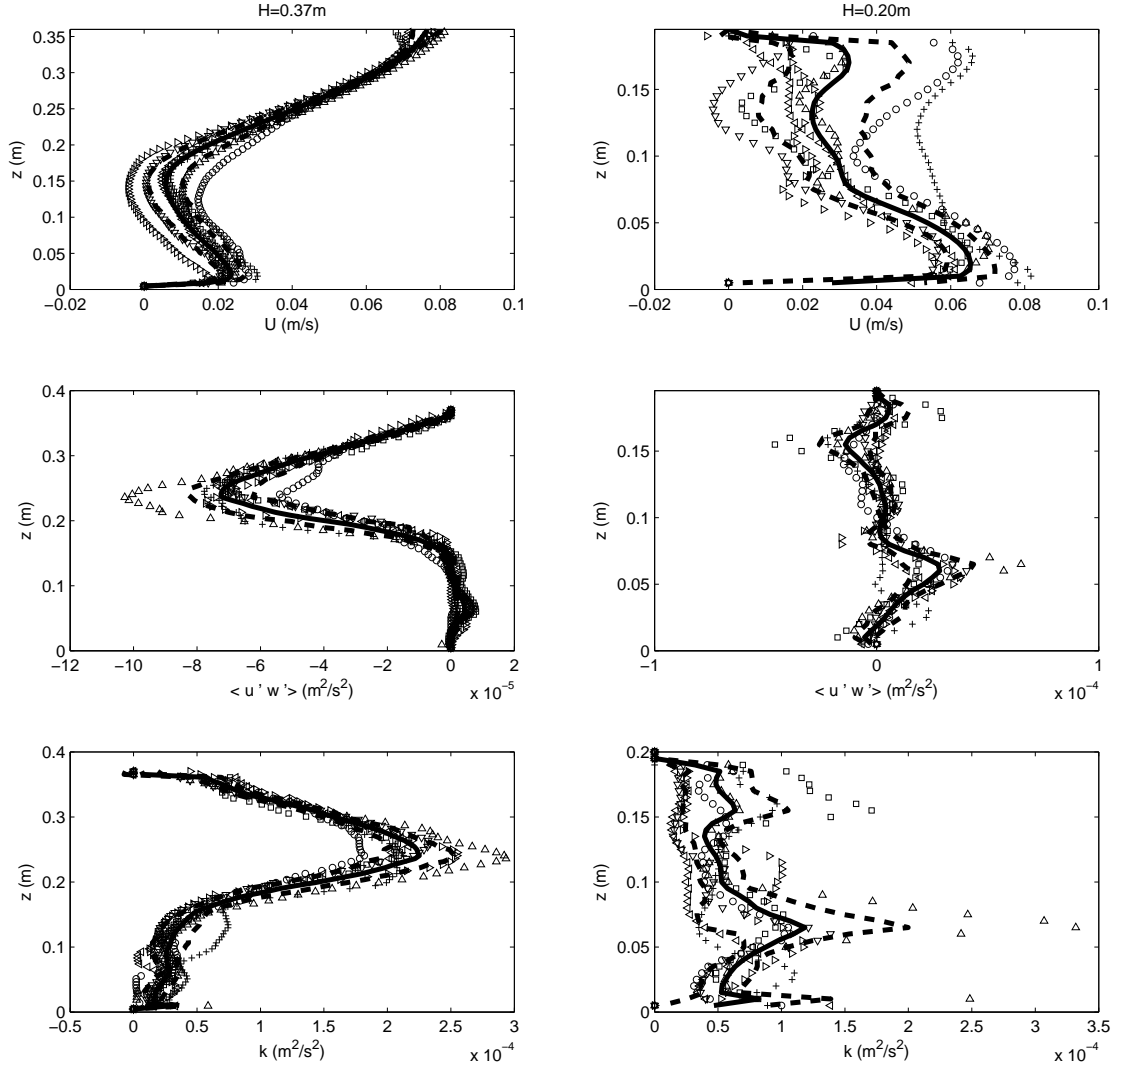 H=0.37m
H=0.20m
0.35
0.25
0.2
0.15
0.1
0.05
0
z (m)
−0.02 0 0.02 0.04 0.06 0.08 0.1
U (m/s)
0.15
0.1
0.05
0
z (m)
−0.02 0 0.02 0.04 0.06 0.08 0.1
U (m/s)
0.4
0.3
0.2
0.1
0
z (m)
−12 −10 −8 −6 −4 −2 0 2
x 10⁻⁵
< u ' w '> (m²/s²)
0.15
0.1
0.05
0
z (m)
−1 0 1
x 10⁻⁴
< u ' w '> (m²/s²)
0.4
0.3
0.2
0.1
0
z (m)
−0.5 0 0.5 1 1.5 2 2.5 3
x 10⁻⁴
k (m²/s²)
0.2
0.15
0.1
0.05
0
z (m)
0 0.5 1 1.5 2 2.5 3 3.5
x 10⁻⁴
k (m²/s²)